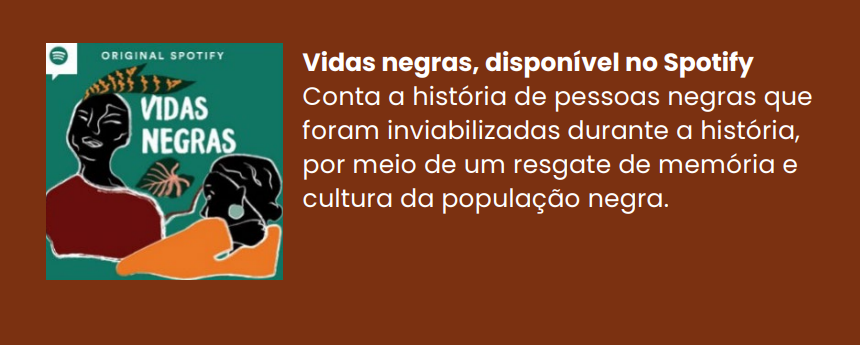 ORIGINAL SPOTIFY
VIDAS
NEGRAS
Vidas negras, disponível no Spotify
Conta a história de pessoas negras que
foram inviabilizadas durante a história,
por meio de um resgate de memória e
cultura da população negra.